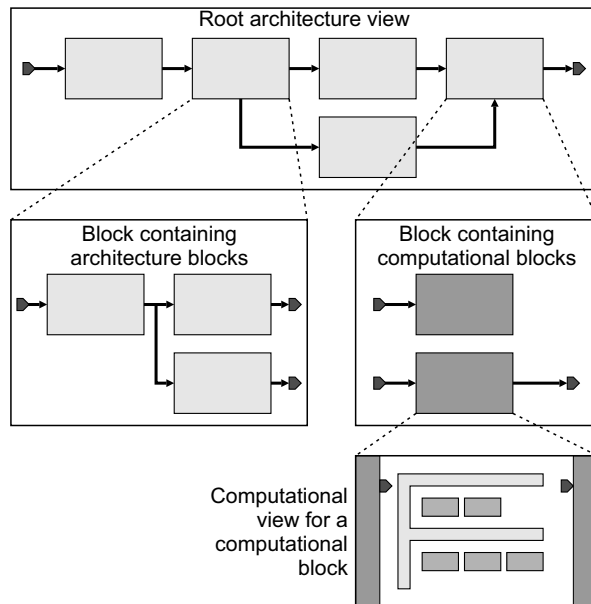 Root architecture view
Block containing
architecture blocks
Block containing
computational blocks
Computational
view for a
computational
block